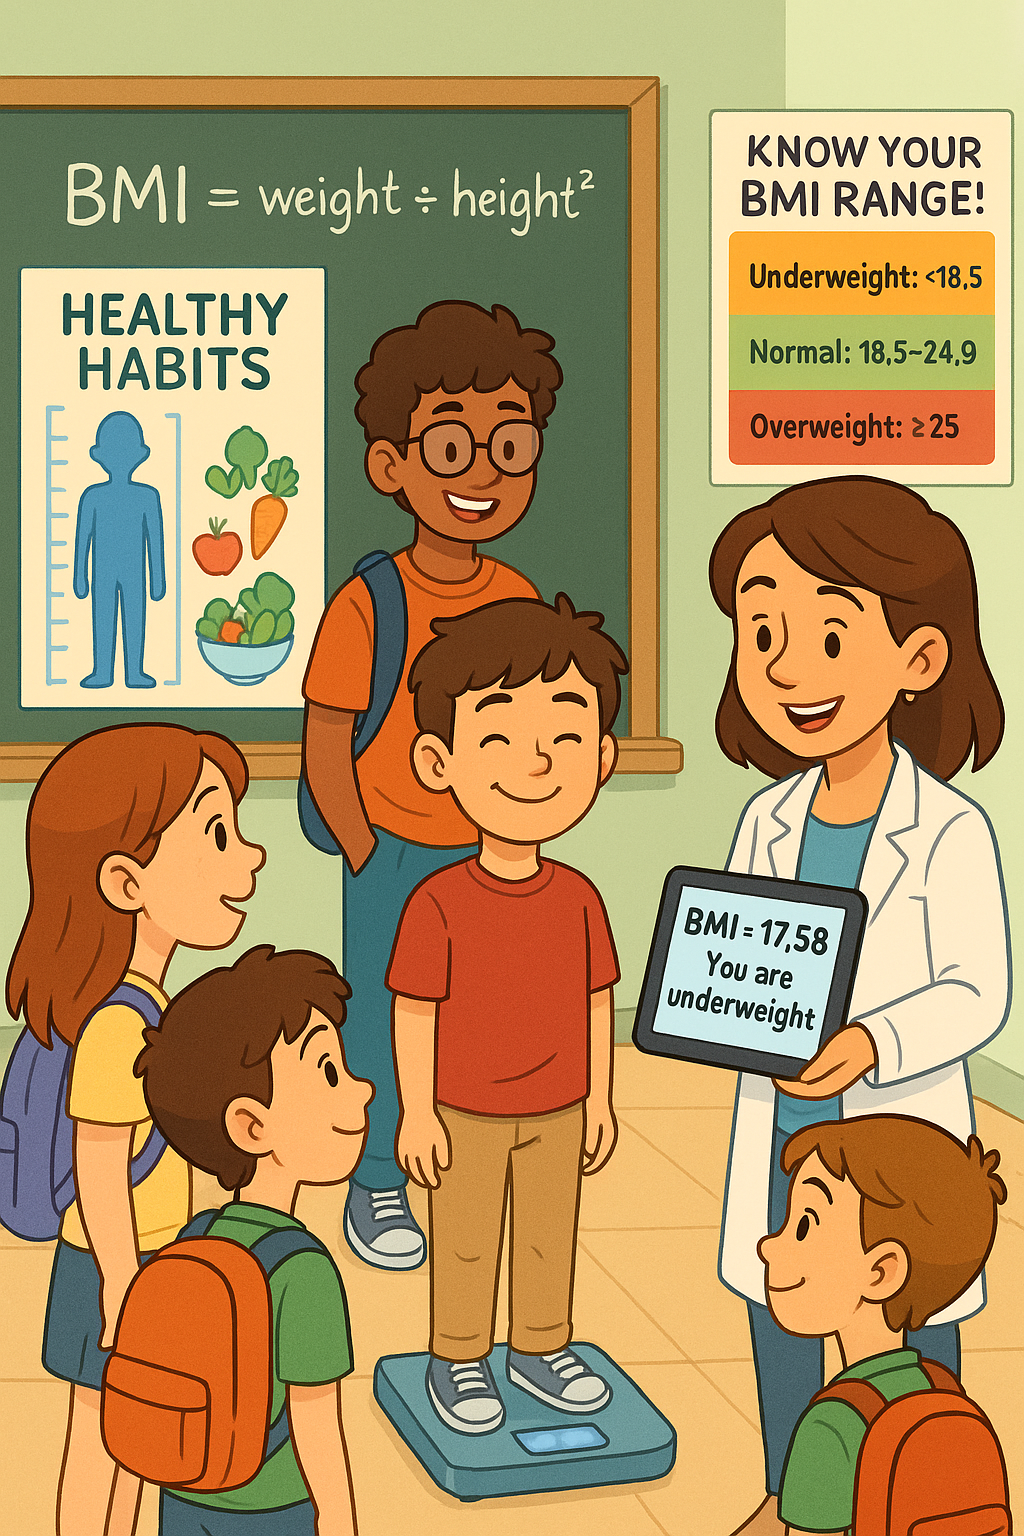 BMI = weight ÷ height²
HEALTHY
HABITS
KNOW YOUR
BMI RANGE!
Underweight: <18,5
Normal: 18,5~24,9
Overweight: ≥25
BMI = 17,58
You are
underweight